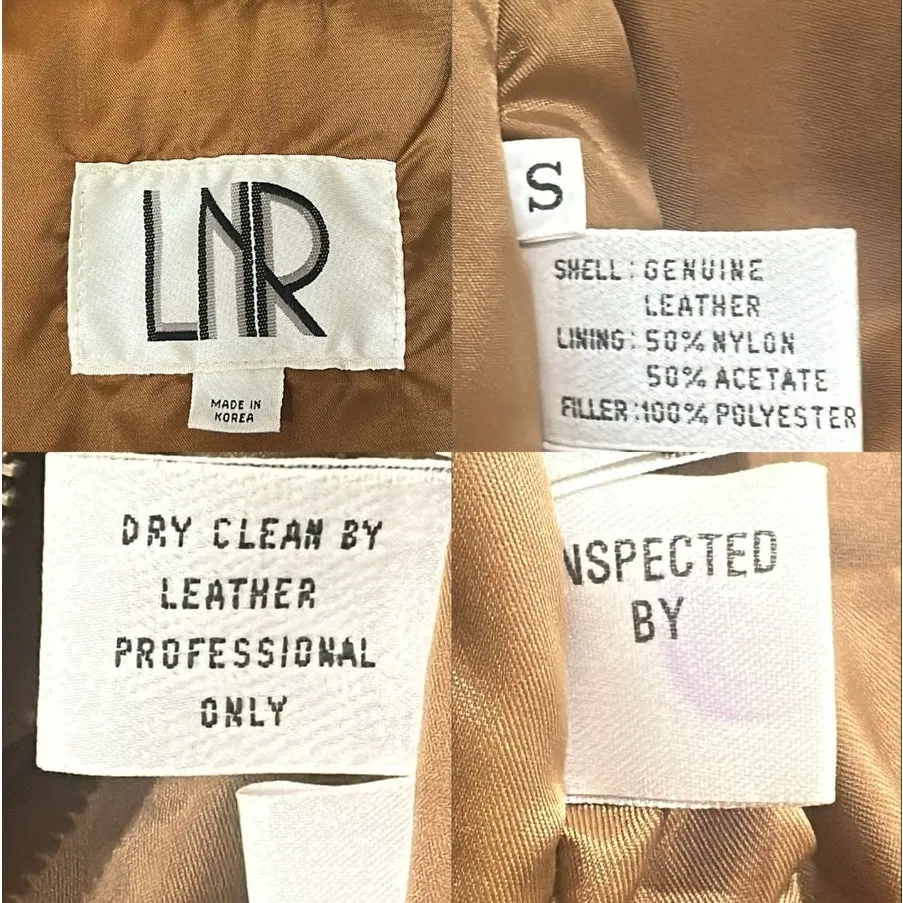 LNR
MADE IN
KOREA
S
SHELL: GENUINE
LEATHER
LINING: 50% NYLON
50% ACETATE
FILLER: 100% POLYESTER
DRY CLEAN BY
LEATHER
PROFESSIONAL
ONLY
NSPECTED
BY